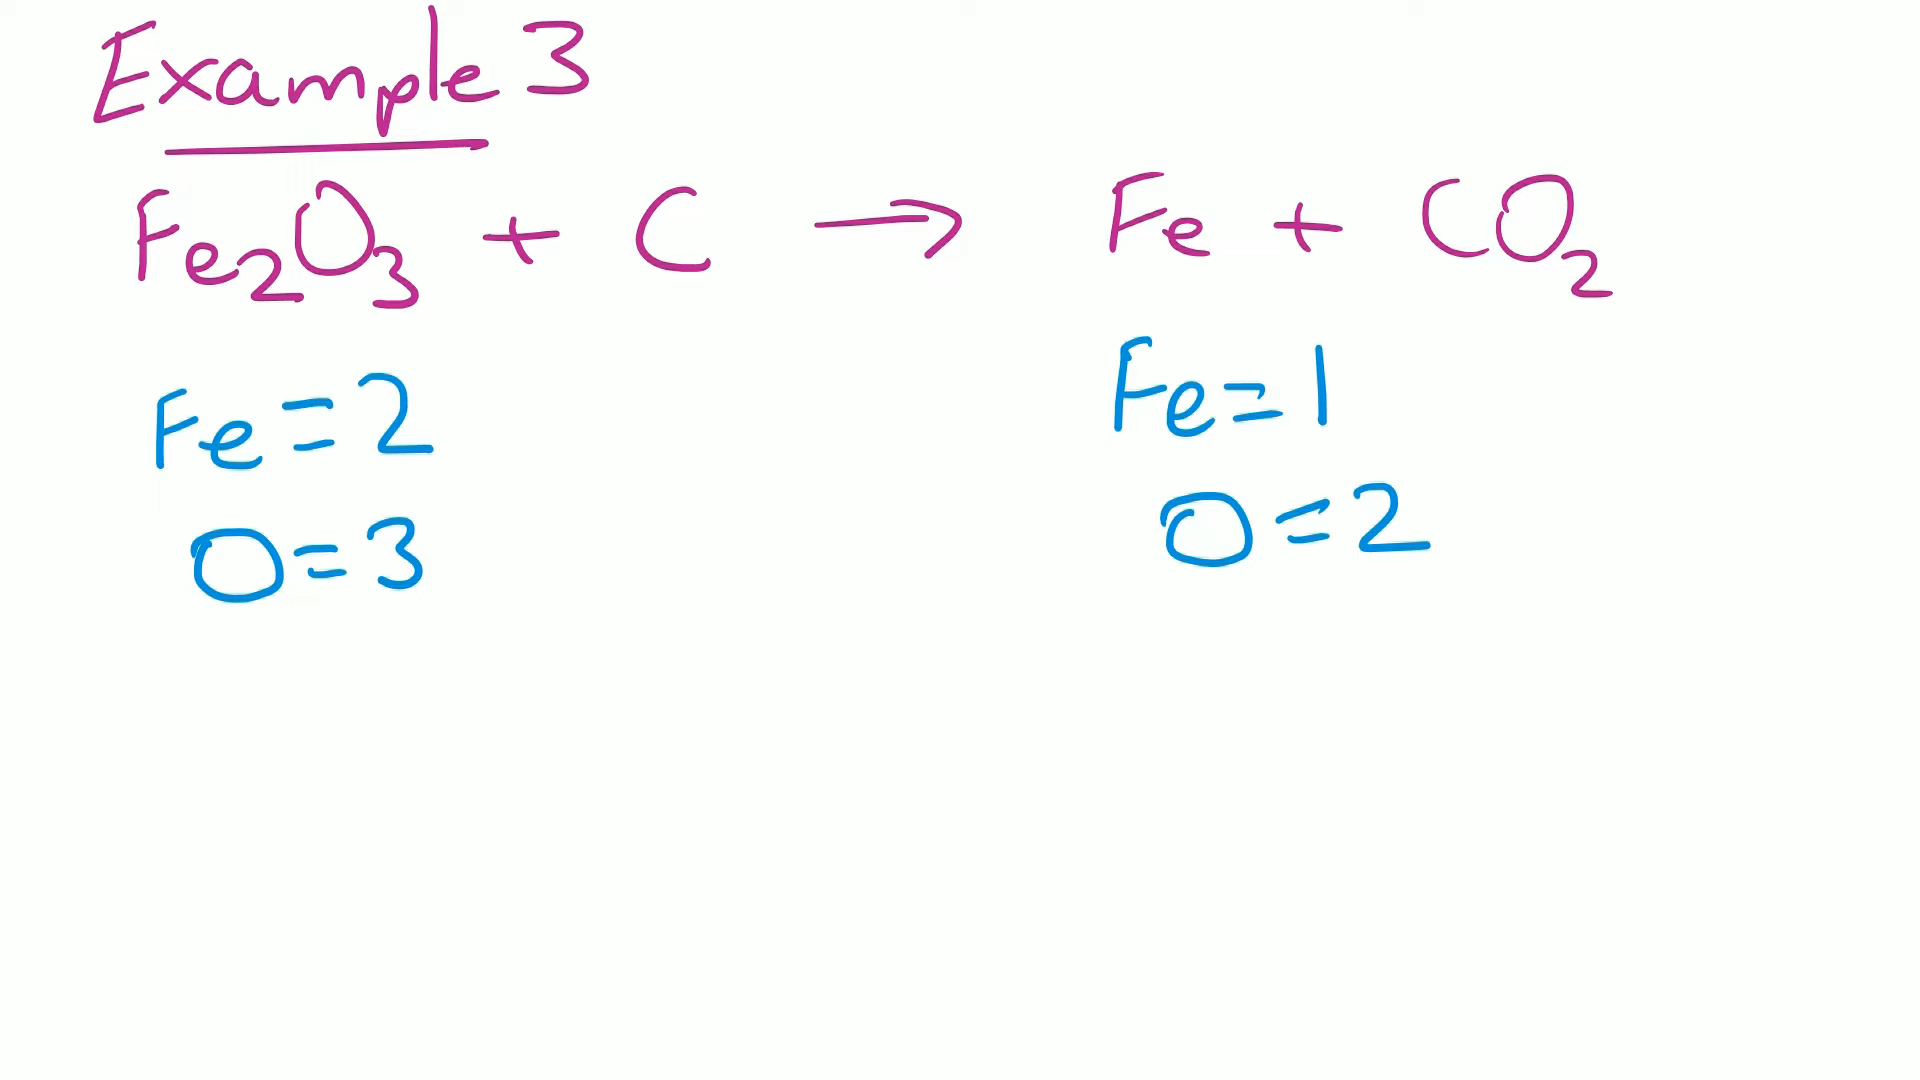 Example 3
Fe₂O₃ + C → Fe + CO₂
Fe = 2 Fe = 1
O = 3 O = 2